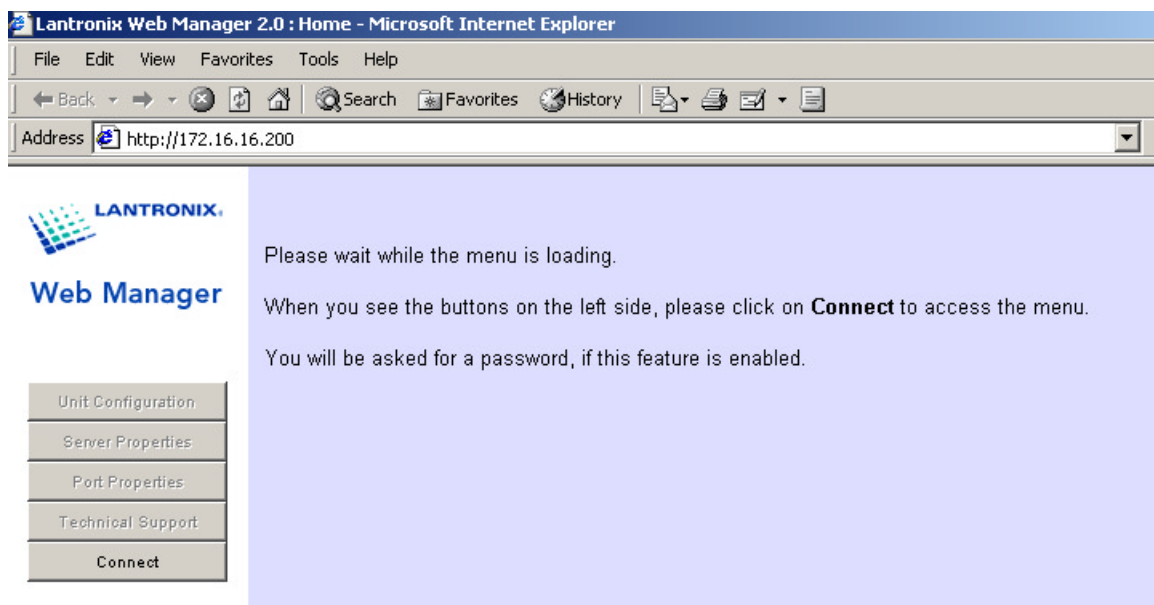 Lantronix Web Manager 2.0 : Home - Microsoft Internet Explorer
File Edit View Favorites Tools Help
Back Search Favorites History
Address http://172.16.16.200
LANTRONIX
Web Manager
Please wait while the menu is loading.
When you see the buttons on the left side, please click on Connect to access the menu.
You will be asked for a password, if this feature is enabled.
Unit Configuration
Server Properties
Port Properties
Technical Support
Connect